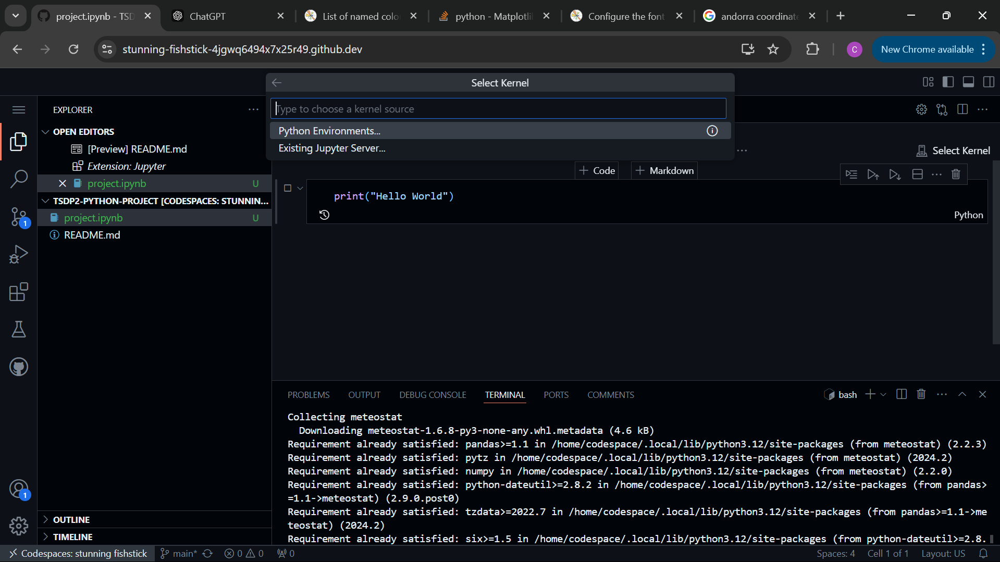 project.ipynb - TSD
ChatGPT
List of named colo
python - Matplotli
Configure the font
andorra coordinate
stunning-fishstick-4jgwq6494x7x25r49.github.dev
C
New Chrome available
Select Kernel
Type to choose a kernel source
Python Environments...
Existing Jupyter Server...
EXPLORER
OPEN EDITORS
[Preview] README.md
Extension: Jupyter
project.ipynb U
TSDP2-PYTHON-PROJECT [CODESPACES: STUNNIN...
project.ipynb U
README.md
OUTLINE
TIMELINE
1
1
Select Kernel
+ Code
+ Markdown
print("Hello World")
Python
PROBLEMS
OUTPUT
DEBUG CONSOLE
TERMINAL
PORTS
COMMENTS
bash
Collecting meteostat
Downloading meteostat-1.6.8-py3-none-any.whl.metadata (4.6 kB)
Requirement already satisfied: pandas>=1.1 in /home/codespace/.local/lib/python3.12/site-packages (from meteostat) (2.2.3)
Requirement already satisfied: pytz in /home/codespace/.local/lib/python3.12/site-packages (from meteostat) (2024.2)
Requirement already satisfied: numpy in /home/codespace/.local/lib/python3.12/site-packages (from meteostat) (2.2.0)
Requirement already satisfied: python-dateutil>=2.8.2 in /home/codespace/.local/lib/python3.12/site-packages (from pandas>
=1.1->meteostat) (2.9.0.post0)
Requirement already satisfied: tzdata>=2022.7 in /home/codespace/.local/lib/python3.12/site-packages (from pandas>=1.1->me
teostat) (2024.2)
Requirement already satisfied: six>=1.5 in /home/codespace/.local/lib/python3.12/site-packages (from python-dateutil>=2.8.
Codespaces: stunning fishstick
main*
0
0
0
Spaces: 4
Cell 1 of 1
Layout: US